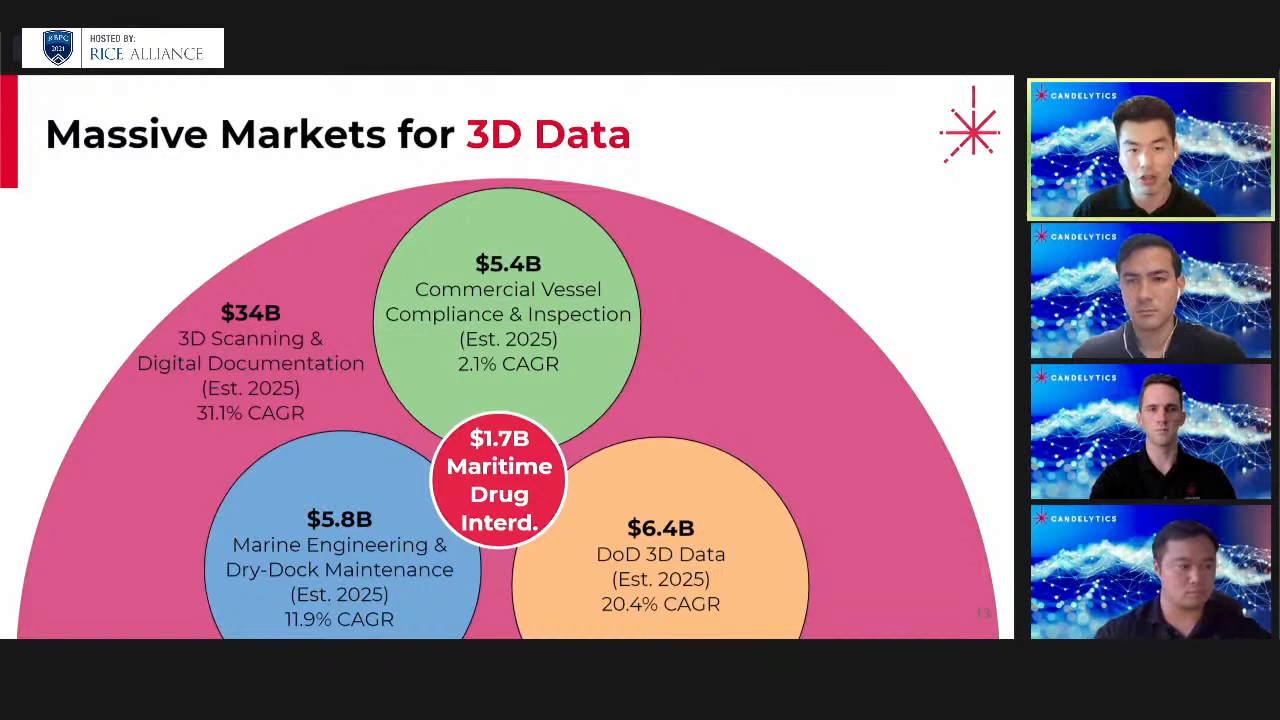 RBPC
2021
HOSTED BY:
RICE ALLIANCE
Massive Markets for 3D Data
$34B
3D Scanning &
Digital Documentation
(Est. 2025)
31.1% CAGR
$5.4B
Commercial Vessel
Compliance & Inspection
(Est. 2025)
2.1% CAGR
$1.7B
Maritime
Drug
Interd.
$5.8B
Marine Engineering &
Dry-Dock Maintenance
(Est. 2025)
11.9% CAGR
$6.4B
DoD 3D Data
(Est. 2025)
20.4% CAGR
13
CANDELYTICS
CANDELYTICS
CANDELYTICS
CANDELYTICS